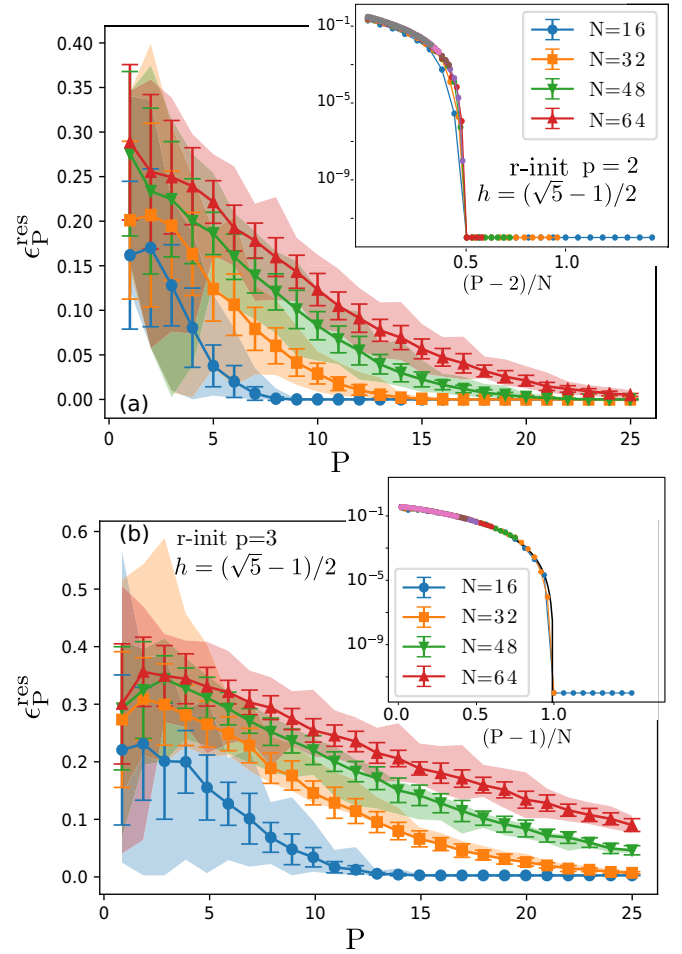 0.40
0.35
0.30
0.25
0.20
0.15
0.10
0.05
0.00
ϵ_P^res
(a)
0 5 10 15 20 25
P
10^−1
10^−5
10^−9
N=16
N=32
N=48
N=64
r-init p = 2
h = (√5 − 1)/2
0.5 1.0
(P − 2)/N
0.6
0.5
0.4
0.3
0.2
0.1
0.0
ϵ_P^res
(b)
r-init p=3
h = (√5 − 1)/2
0 5 10 15 20 25
P
10^−1
10^−5
10^−9
N=16
N=32
N=48
N=64
0.0 0.5 1.0
(P − 1)/N